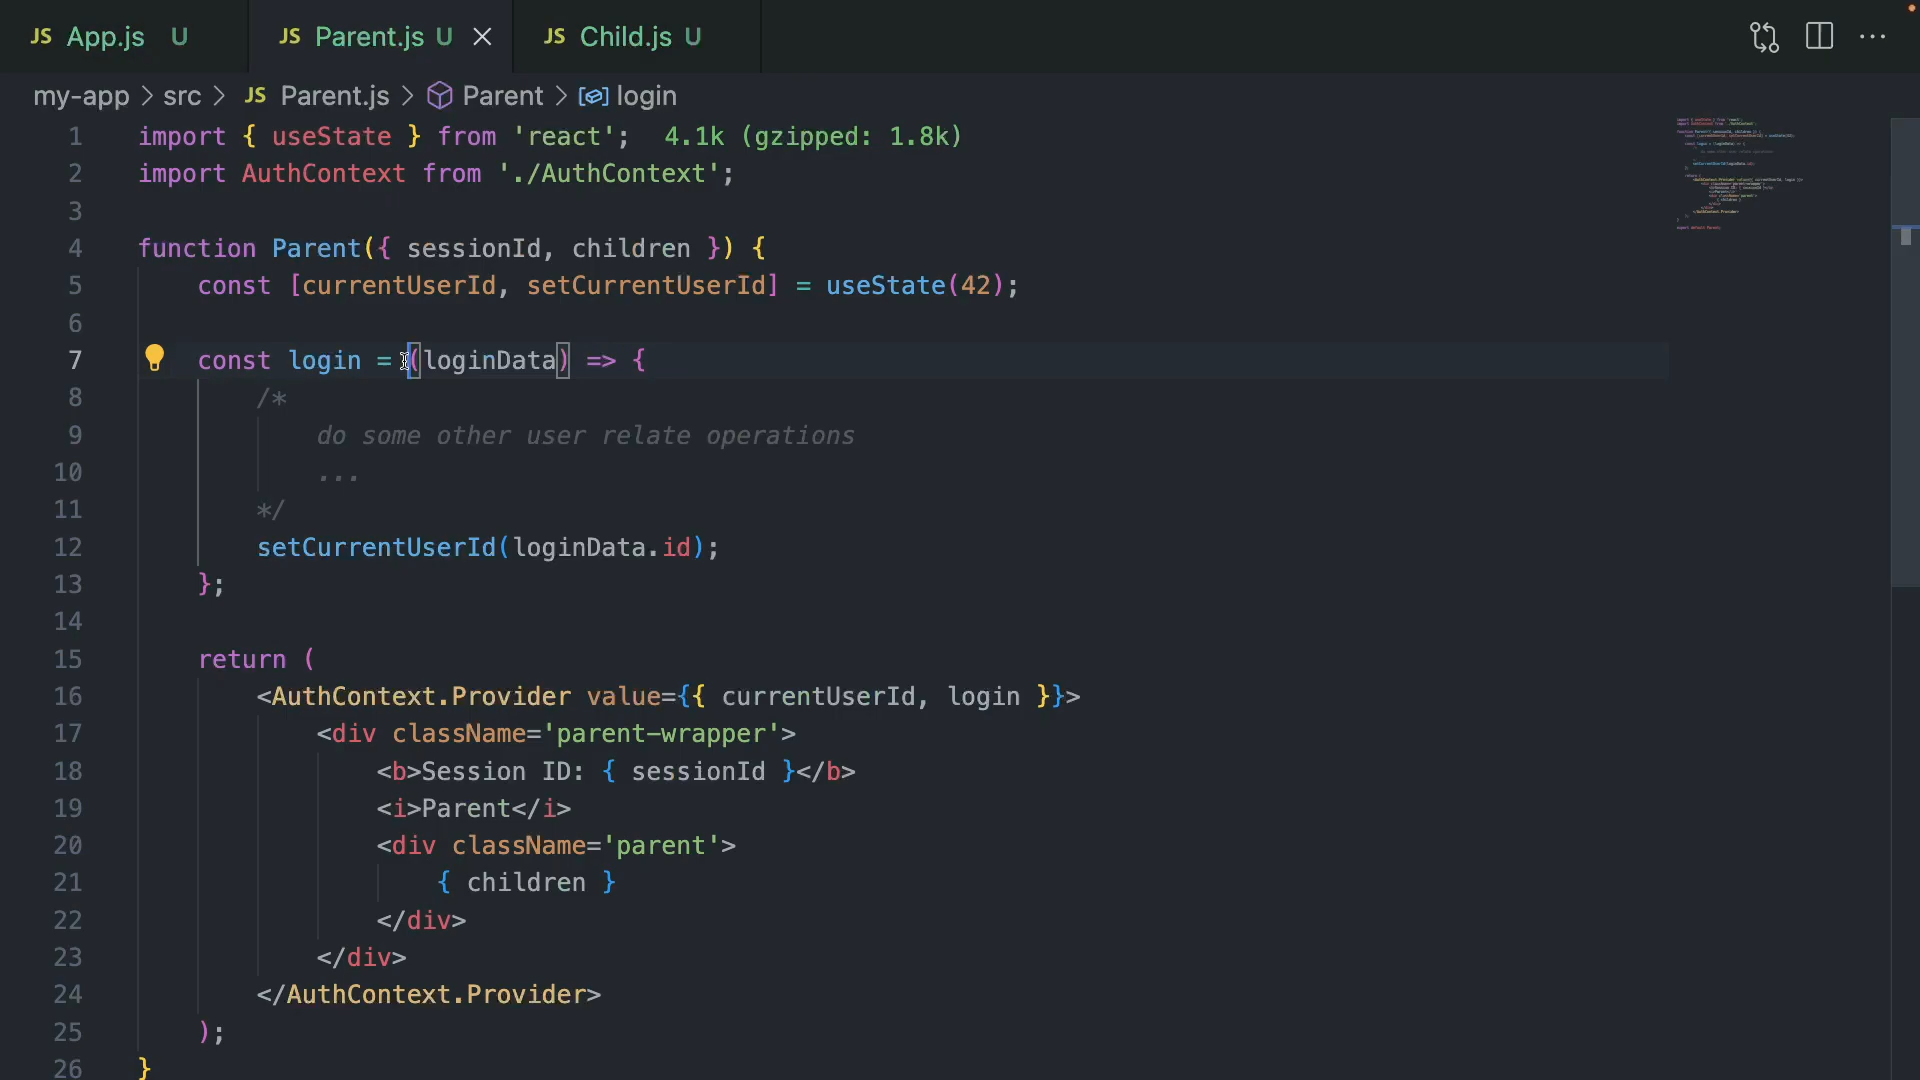 JS App.js U
JS Parent.js U
JS Child.js U
my-app > src > JS Parent.js > Parent > login
1 import { useState } from 'react'; 4.1k (gzipped: 1.8k)
2 import AuthContext from './AuthContext';
3
4 function Parent({ sessionId, children }) {
5 const [currentUserId, setCurrentUserId] = useState(42);
6
7 const login = (loginData) => {
8 /*
9 do some other user relate operations
10 ...
11 */
12 setCurrentUserId(loginData.id);
13 };
14
15 return (
16 <AuthContext.Provider value={{ currentUserId, login }}>
17 <div className='parent-wrapper'>
18 <b>Session ID: { sessionId }</b>
19 <i>Parent</i>
20 <div className='parent'>
21 { children }
22 </div>
23 </div>
24 </AuthContext.Provider>
25 );
26 }